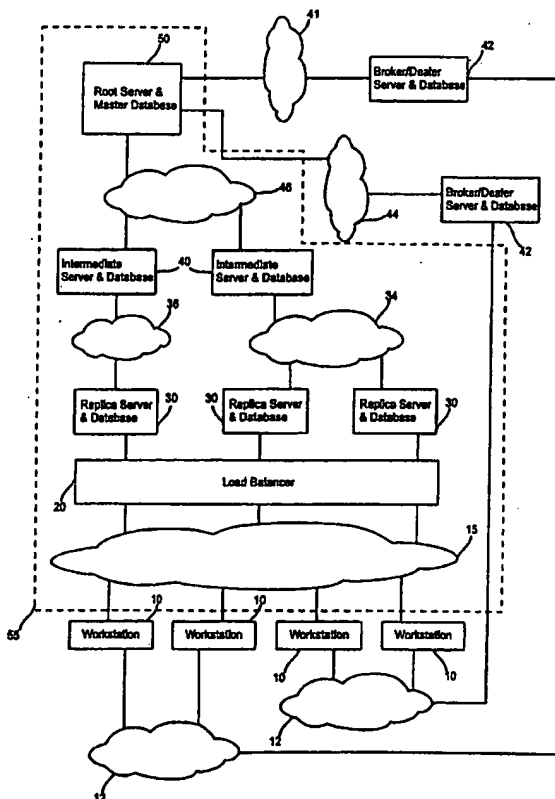 41
50
42
Root Server &
Master Database
Broker/Dealer
Server & Database
46
Broker/Dealer
Server & Database
44
42
Intermediate
Server & Database
40
Intermediate
Server & Database
36
34
Replica Server
& Database
30
30
Replica Server
& Database
Replica Server
& Database
30
Load Balancer
20
15
55
10
10
Workstation
Workstation
Workstation
Workstation
10
10
12
12